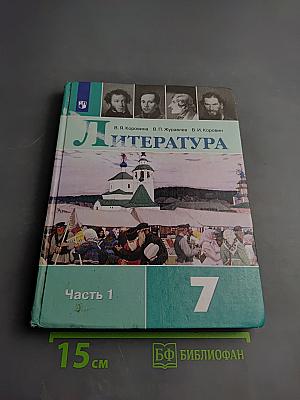 В. Я. Коровина В. П. Журавлев В. И. Коровин
ЛИТЕРАТУРА
Часть 1
7
15 см
БФ БИБЛИОФАН